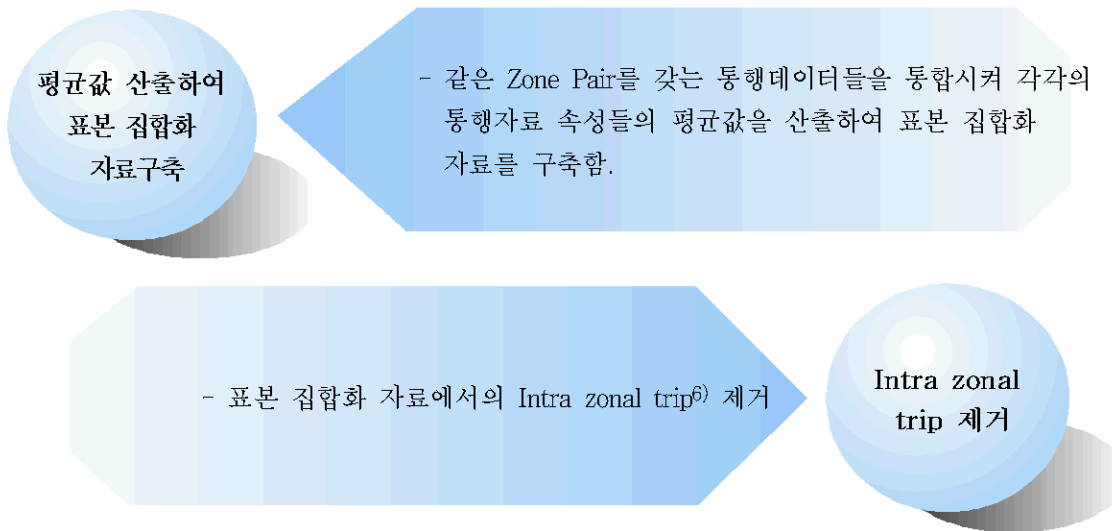 평균값 산출하여
표본 집합화
자료구축
- 같은 Zone Pair를 갖는 통행데이터들을 통합시켜 각각의
통행자료 속성들의 평균값을 산출하여 표본 집합화
자료를 구축함.
- 표본 집합화 자료에서의 Intra zonal trip6) 제거
Intra zonal
trip 제거